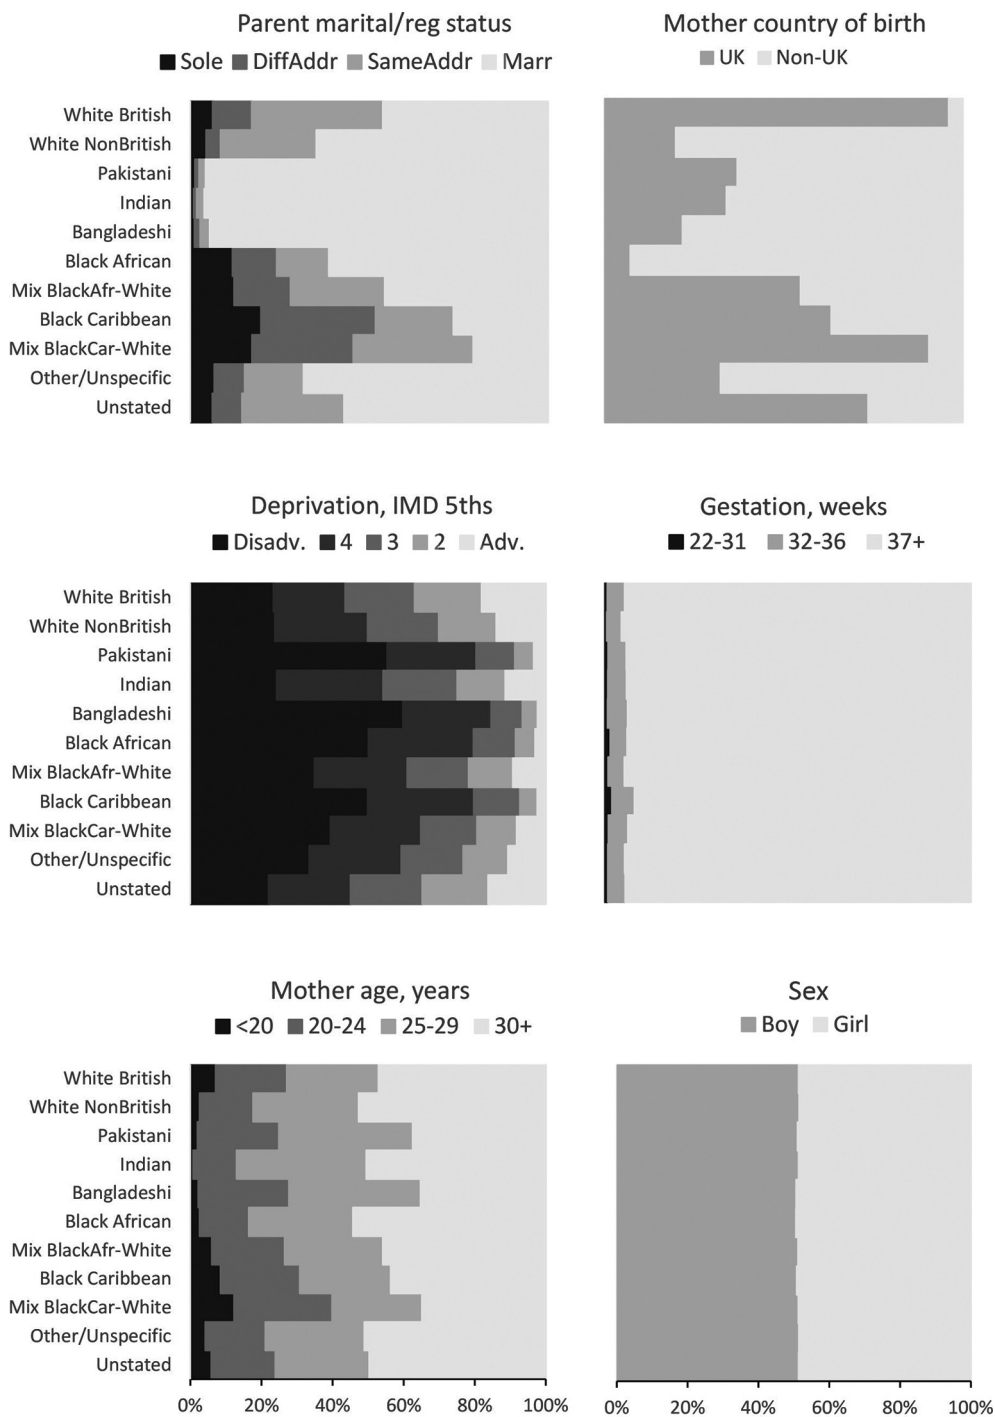 Parent marital/reg status
Sole DiffAddr SameAddr Marr
White British
White NonBritish
Pakistani
Indian
Bangladeshi
Black African
Mix BlackAfr-White
Black Caribbean
Mix BlackCar-White
Other/Unspecific
Unstated
Mother country of birth
UK Non-UK
Deprivation, IMD 5ths
Disadv. 4 3 2 Adv.
White British
White NonBritish
Pakistani
Indian
Bangladeshi
Black African
Mix BlackAfr-White
Black Caribbean
Mix BlackCar-White
Other/Unspecific
Unstated
Gestation, weeks
22-31 32-36 37+
Mother age, years
<20 20-24 25-29 30+
White British
White NonBritish
Pakistani
Indian
Bangladeshi
Black African
Mix BlackAfr-White
Black Caribbean
Mix BlackCar-White
Other/Unspecific
Unstated
0% 20% 40% 60% 80% 100%
Sex
Boy Girl
0% 20% 40% 60% 80% 100%